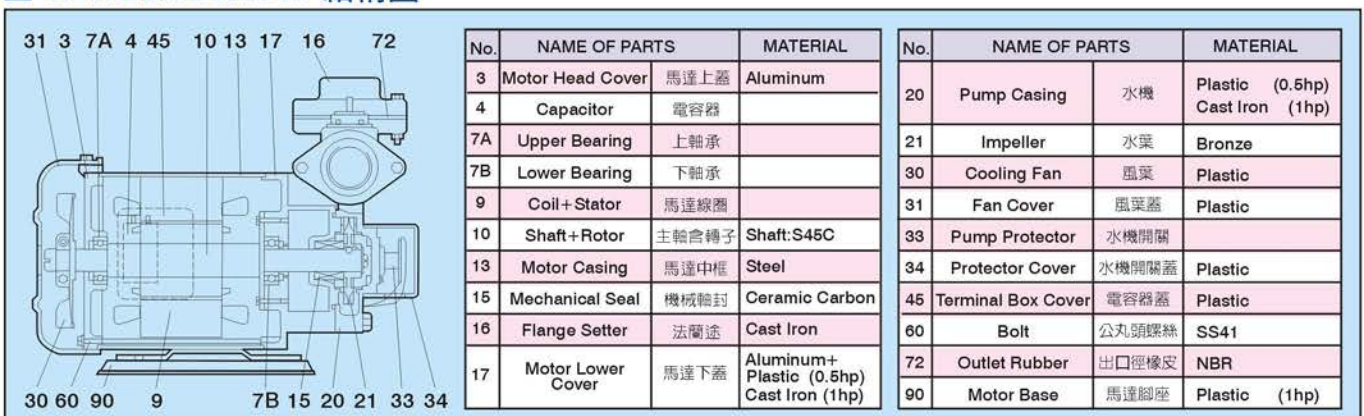 31 3 7A 4 45 10 13 17 16 72
30 60 90 9 7B 15 20 21 33 34
No. NAME OF PARTS MATERIAL
3 Motor Head Cover 馬達上蓋 Aluminum
4 Capacitor 電容器
7A Upper Bearing 上軸承
7B Lower Bearing 下軸承
9 Coil+Stator 馬達線圈
10 Shaft+Rotor 主軸含轉子 Shaft:S45C
13 Motor Casing 馬達中框 Steel
15 Mechanical Seal 機械軸封 Ceramic Carbon
16 Flange Setter 法蘭途 Cast Iron
17 Motor Lower Cover 馬達下蓋 Aluminum+
Plastic (0.5hp)
Cast Iron (1hp)
No. NAME OF PARTS MATERIAL
20 Pump Casing 水機 Plastic (0.5hp)
Cast Iron (1hp)
21 Impeller 水葉 Bronze
30 Cooling Fan 風葉 Plastic
31 Fan Cover 風葉蓋 Plastic
33 Pump Protector 水機開關
34 Protector Cover 水機開關蓋 Plastic
45 Terminal Box Cover 電容器蓋 Plastic
60 Bolt 公丸頭螺絲 SS41
72 Outlet Rubber 出口徑橡皮 NBR
90 Motor Base 馬達腳座 Plastic (1hp)